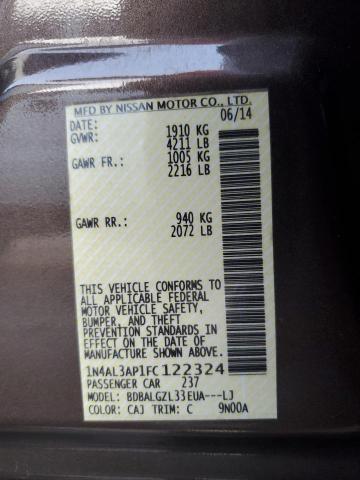 MFD BY NISSAN MOTOR CO., LTD.
DATE: 06/14
GVWR: 1910 KG
4211 LB
GAWR FR.: 1005 KG
2216 LB
GAWR RR.: 940 KG
2072 LB
THIS VEHICLE CONFORMS TO
ALL APPLICABLE FEDERAL
MOTOR VEHICLE SAFETY,
BUMPER, AND THEFT
PREVENTION STANDARDS
IN EFFECT ON THE DATE
OF MANUFACTURE SHOWN
ABOVE.
1N4AL3AP1FC122324
PASSENGER CAR 237
MODEL: BDBALGZL33EUA---LJ
COLOR: CAJ TRIM: C 9N00A